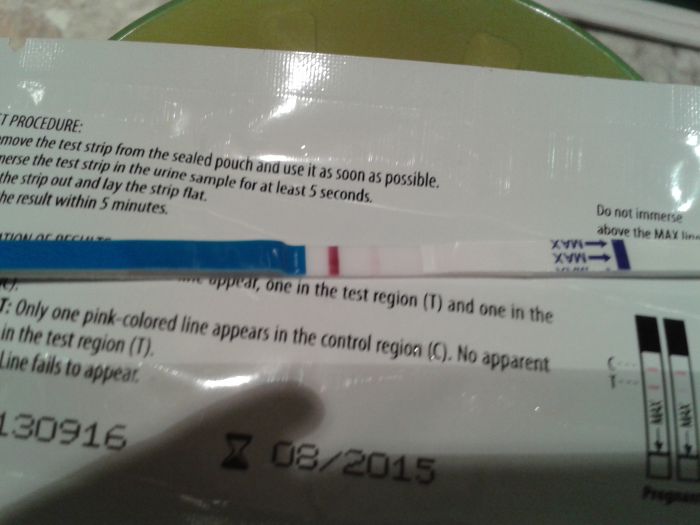 T PROCEDURE:
move the test strip from the sealed pouch and use it as soon as possible.
merse the test strip in the urine sample for at least 5 seconds.
the strip out and lay the strip flat.
he result within 5 minutes.
Do not immerse
above the MAX line
MAX
MAX
appear, one in the test region (T) and one in the
T: Only one pink-colored line appears in the control region (C). No apparent
in the test region (T).
Line fails to appear.
C
T
MAX
MAX
130916
08/2015
Pregnan